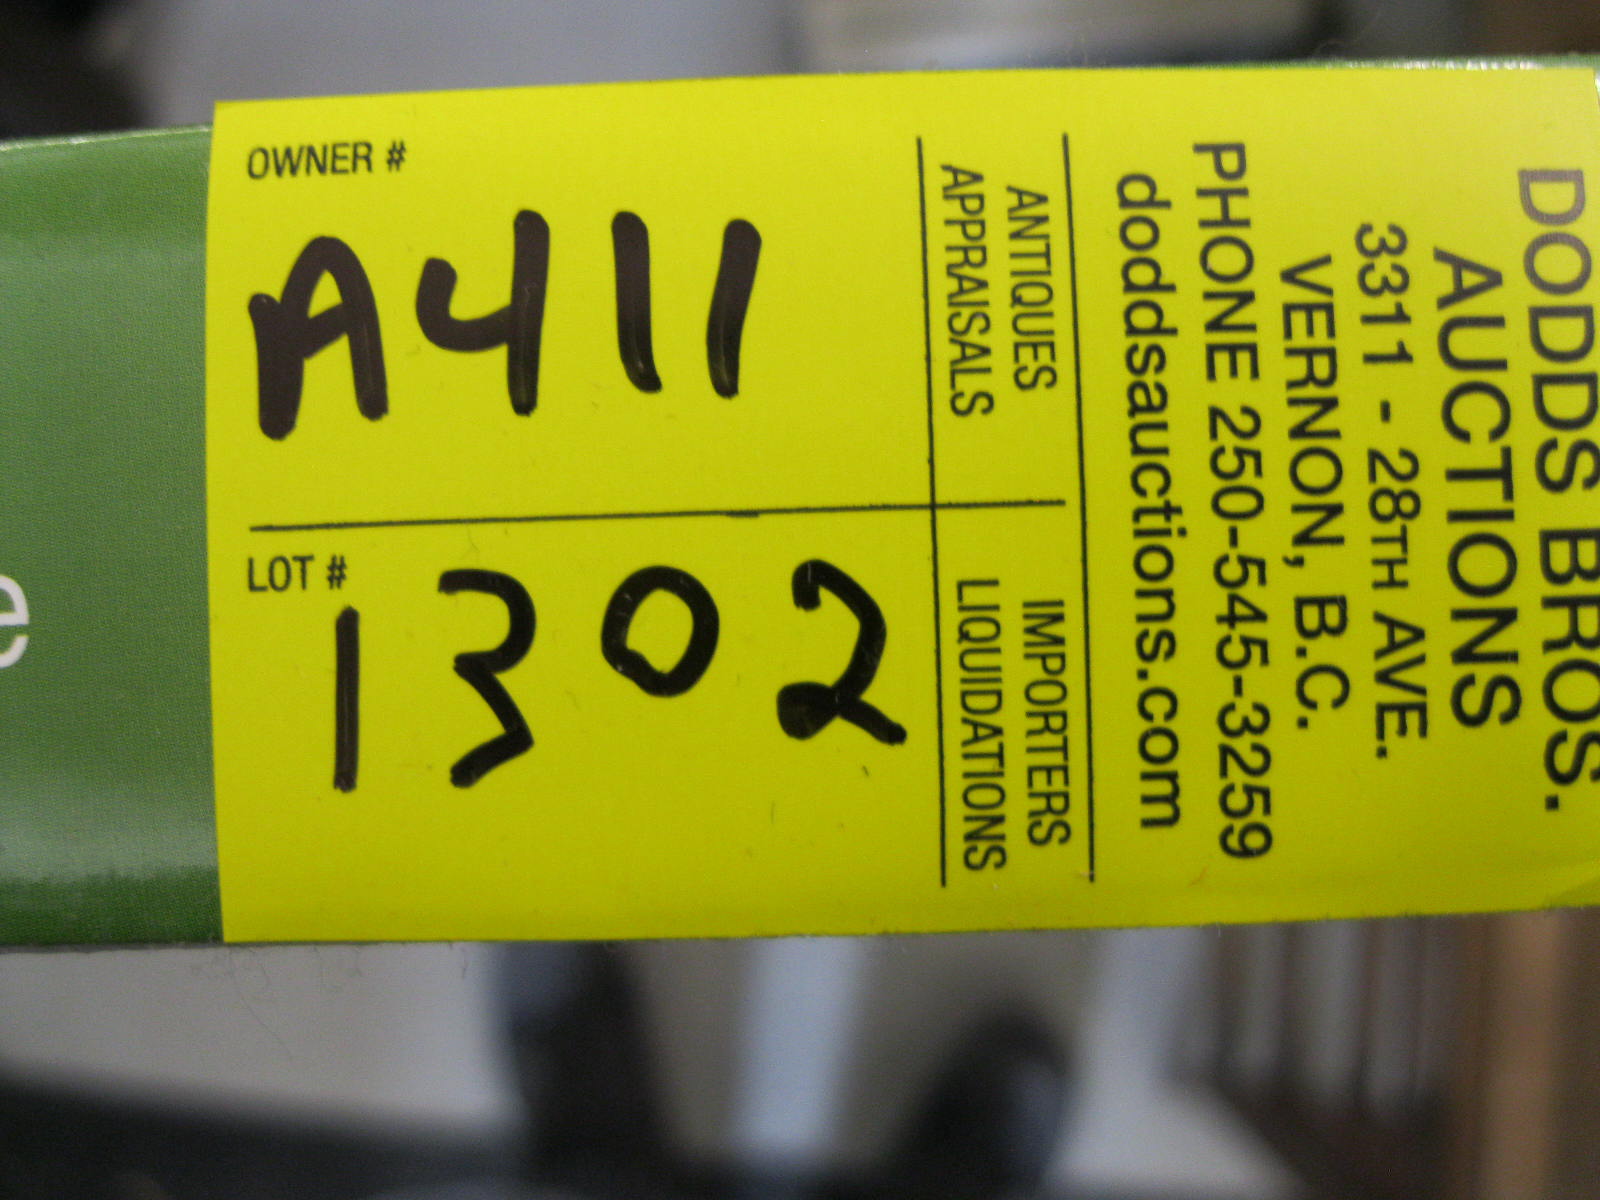 DODDS BROS.
AUCTIONS
3311 - 28TH AVE.
VERNON, B.C.
PHONE 250-545-3259
doddsauctions.com
ANTIQUES
APPRAISALS
IMPORTERS
LIQUIDATIONS
OWNER #
A411
LOT #
1302
e